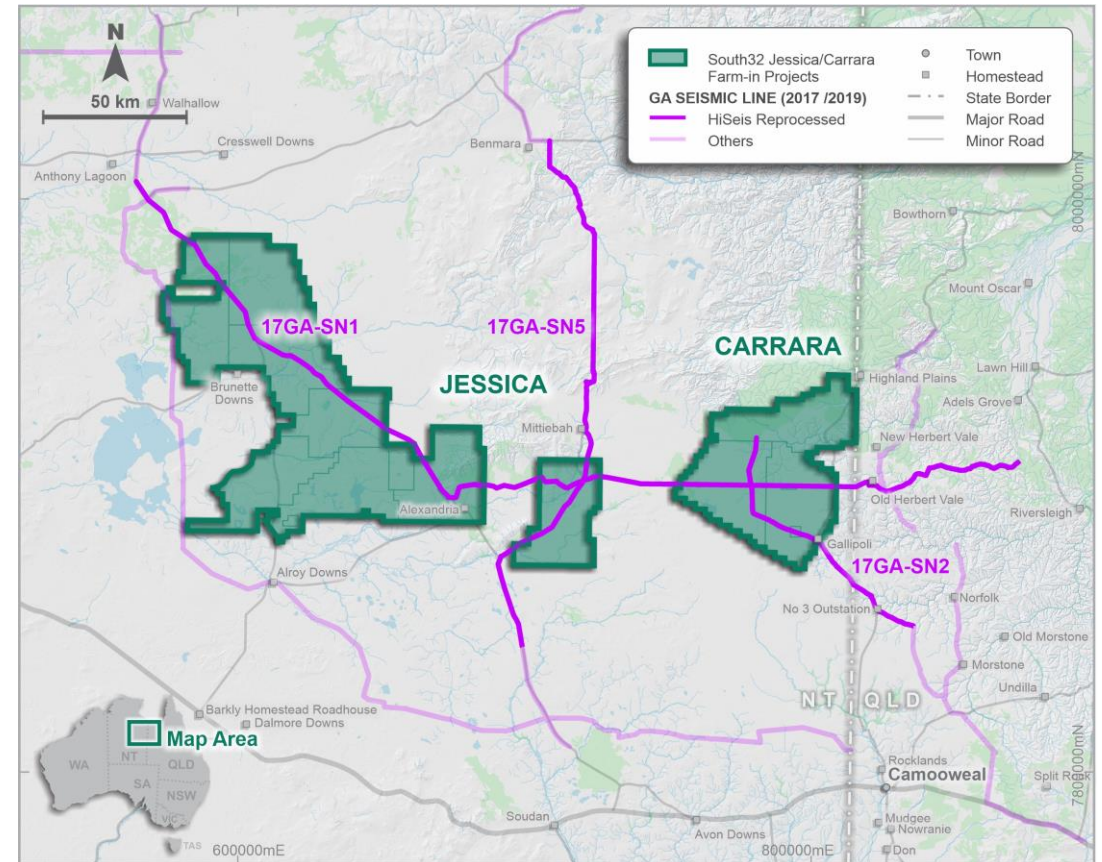 N
50 km
Walhallow
Cresswell Downs
Anthony Lagoon
Benmara
South32 Jessica/Carrara
Farm-in Projects
GA SEISMIC LINE (2017 /2019)
HiSeis Reprocessed
Others
Town
Homestead
State Border
Major Road
Minor Road
8000000mN
Bowthorn
Mount Oscar
17GA-SN1
17GA-SN5
CARRARA
JESSICA
Brunette
Downs
Highland Plains
Lawn Hill
Adels Grove
Mittiebah
New Herbert Vale
Old Herbert Vale
Alexandria
Riversleigh
Gallipoli
17GA-SN2
Alroy Downs
Norfolk
No 3 Outstation
Old Morstone
Morstone
Undilla
NT QLD
Barkly Homestead Roadhouse
Dalmore Downs
Map Area
WA
NT
QLD
SA
NSW
VIC
TAS
Rocklands
Camooweal
Split Rock
7800000mN
Soudan
Avon Downs
Mudgee
Nowranie
Don
600000mE
800000mE